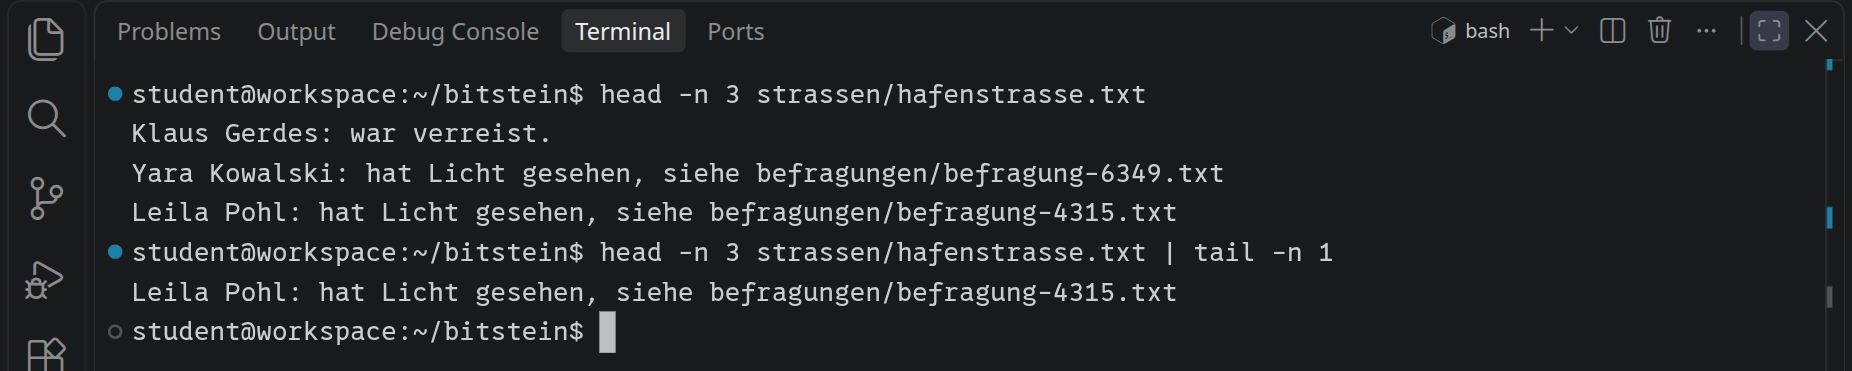 Problems Output Debug Console Terminal Ports bash
student@workspace:~/bitstein$ head -n 3 strassen/hafenstrasse.txt
Klaus Gerdes: war verreist.
Yara Kowalski: hat Licht gesehen, siehe befragungen/befragung-6349.txt
Leila Pohl: hat Licht gesehen, siehe befragungen/befragung-4315.txt
student@workspace:~/bitstein$ head -n 3 strassen/hafenstrasse.txt | tail -n 1
Leila Pohl: hat Licht gesehen, siehe befragungen/befragung-4315.txt
student@workspace:~/bitstein$